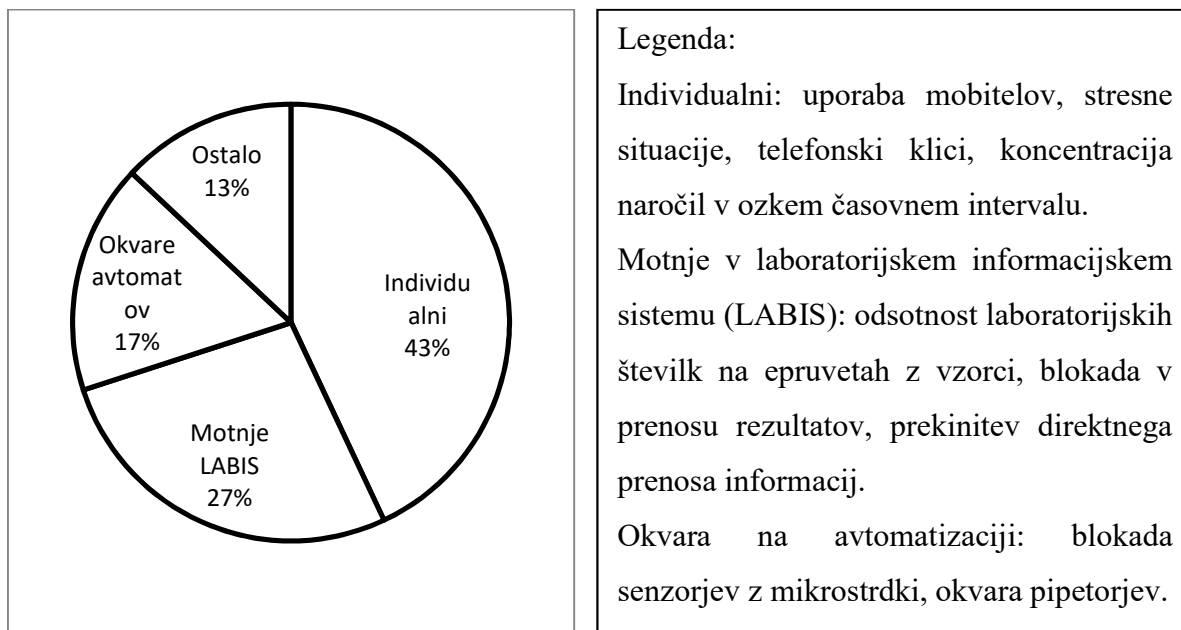 Ostalo
13%
Okvare
avtomat
ov
17%
Individu
alni
43%
Motnje
LABIS
27%
Legenda:
Individualni: uporaba mobitelov, stresne
situacije, telefonski klici, koncentracija
naročil v ozkem časovnem intervalu.
Motnje v laboratorijskem informacijskem
sistemu (LABIS): odsotnost laboratorijskih
številk na epruvetah z vzorci, blokada v
prenosu rezultatov, prekinitev direktnega
prenosa informacij.
Okvara na avtomatizaciji: blokada
senzorjev z mikrostrdki, okvara pipetorjev.